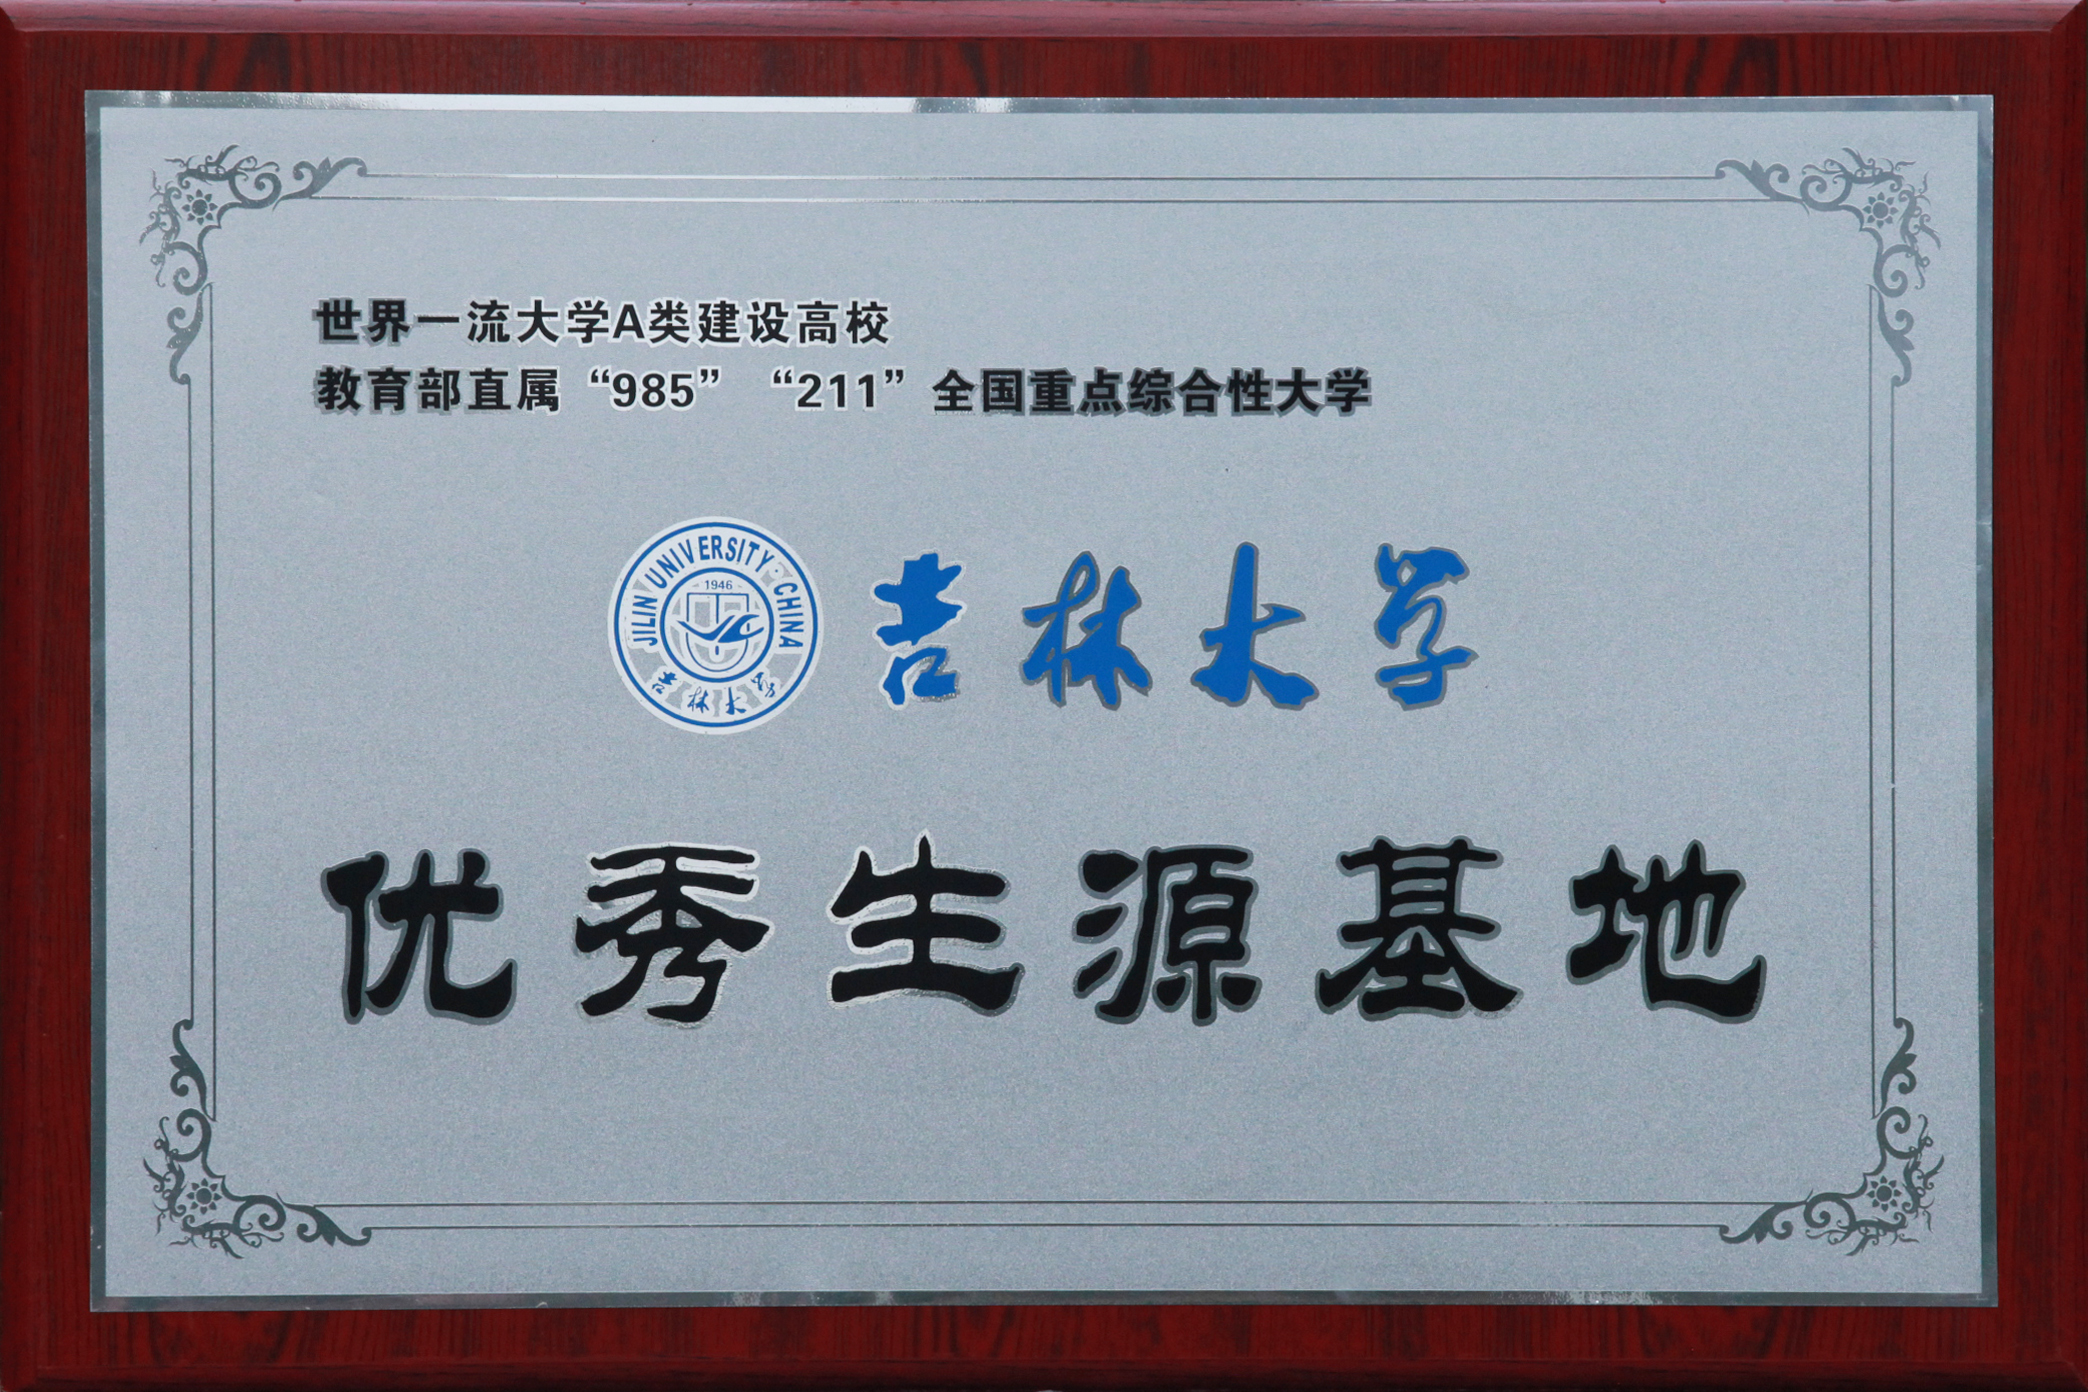 世界一流大学A类建设高校
教育部直属“985” “211”全国重点综合性大学
JILIN UNIVERSITY·CHINA
1946
吉林大学
吉林大学
优秀生源基地